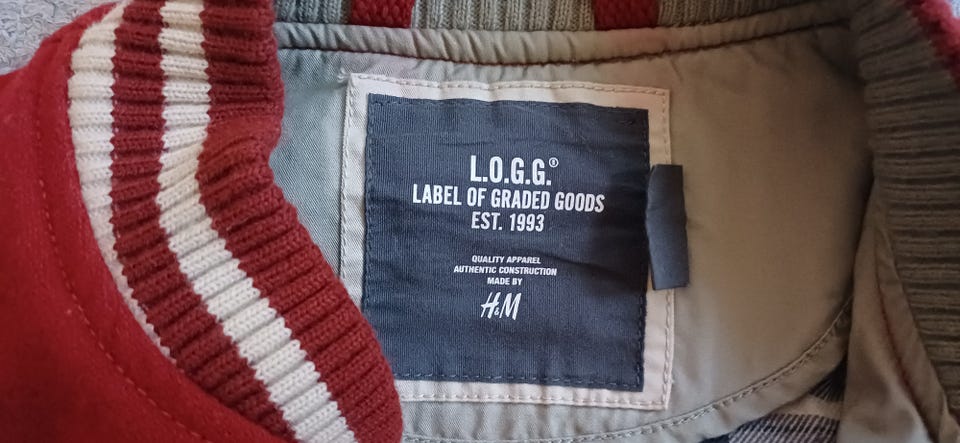 L.O.G.G.®
LABEL OF GRADED GOODS
EST. 1993
QUALITY APPAREL
AUTHENTIC CONSTRUCTION
MADE BY
H&M